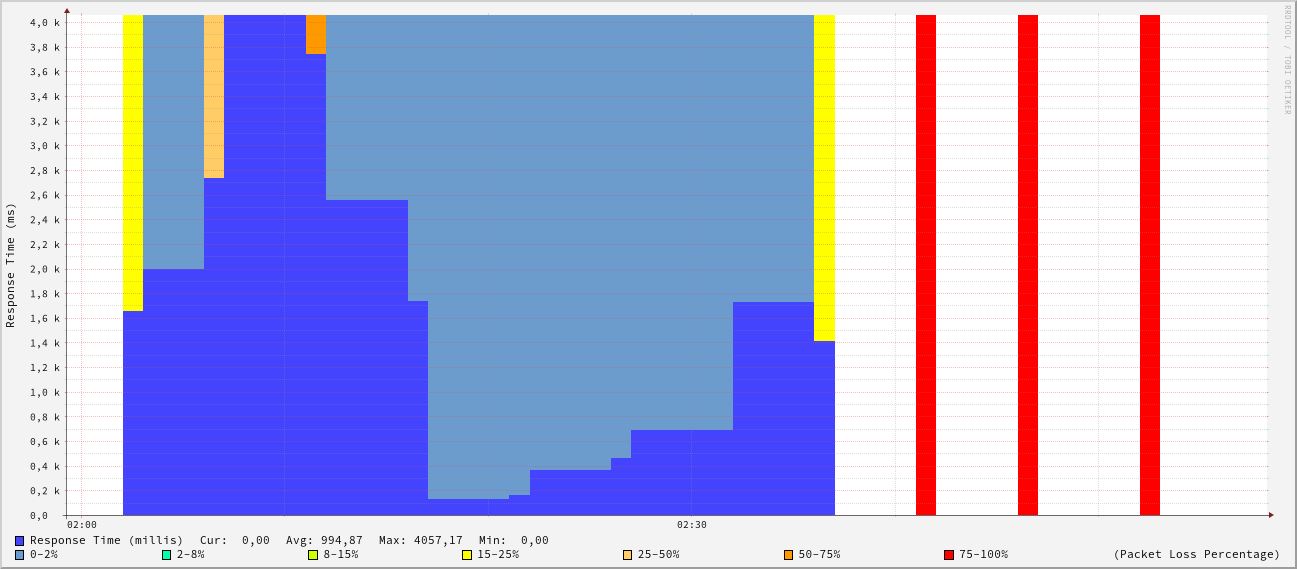 RRDTOOL / TOBI OETIKER
Response Time (ms)
4,0 k
3,8 k
3,6 k
3,4 k
3,2 k
3,0 k
2,8 k
2,6 k
2,4 k
2,2 k
2,0 k
1,8 k
1,6 k
1,4 k
1,2 k
1,0 k
0,8 k
0,6 k
0,4 k
0,2 k
0,0
02:00 02:30
Response Time (millis) Cur: 0,00 Avg: 994,87 Max: 4057,17 Min: 0,00
0-2% 2-8% 8-15% 15-25% 25-50% 50-75% 75-100% (Packet Loss Percentage)